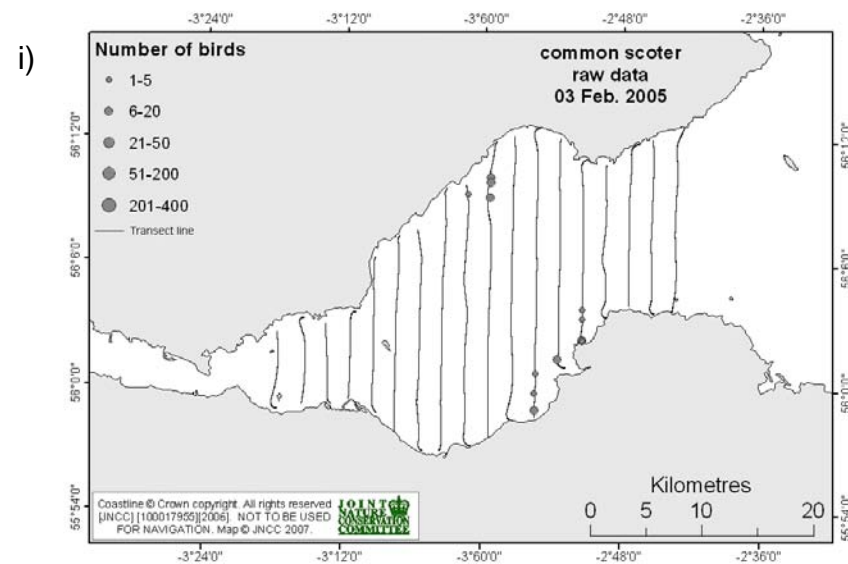 -3°24'0" -3°12'0" -3°60'0" -2°48'0" -2°36'0"
i)
Number of birds
1-5
6-20
21-50
51-200
201-400
Transect line
common scoter
raw data
03 Feb. 2005
56°12'0"
56°12'0"
56°6'0"
56°6'0"
56°0'0"
56°0'0"
55°54'0"
55°54'0"
Coastline © Crown copyright. All rights reserved
[JNCC] [100017955][2006]. NOT TO BE USED
FOR NAVIGATION. Map © JNCC 2007.
JOINT
NATURE
CONSERVATION
COMMITTEE
Kilometres
0 5 10 20
-3°24'0" -3°12'0" -3°60'0" -2°48'0" -2°36'0"